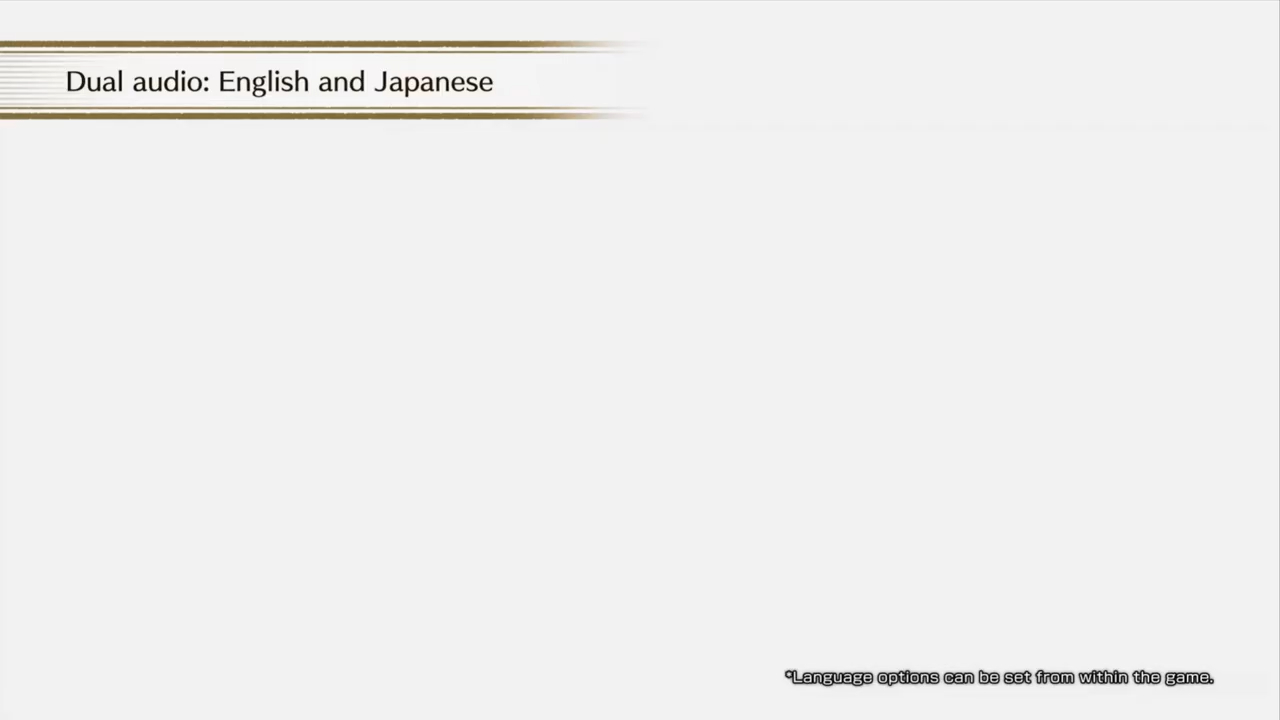 Dual audio: English and Japanese
*Language options can be set from within the game.